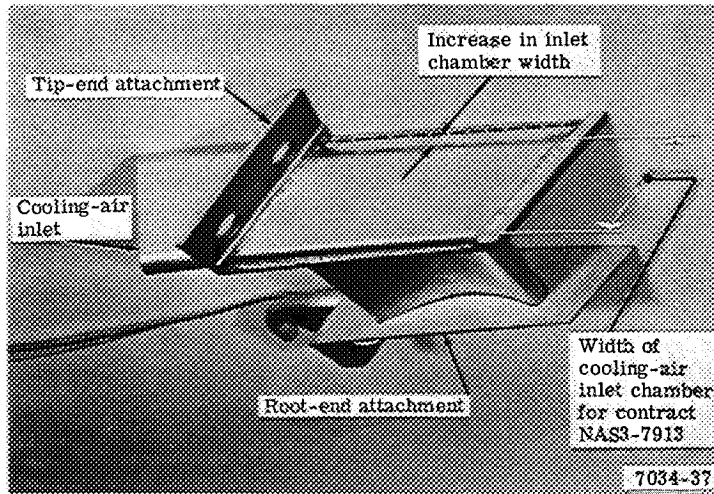 Increase in inlet
chamber width
Tip-end attachment
Cooling-air
inlet
Width of
cooling-air
inlet chamber
for contract
NAS3-7913
Root-end attachment
7034-37